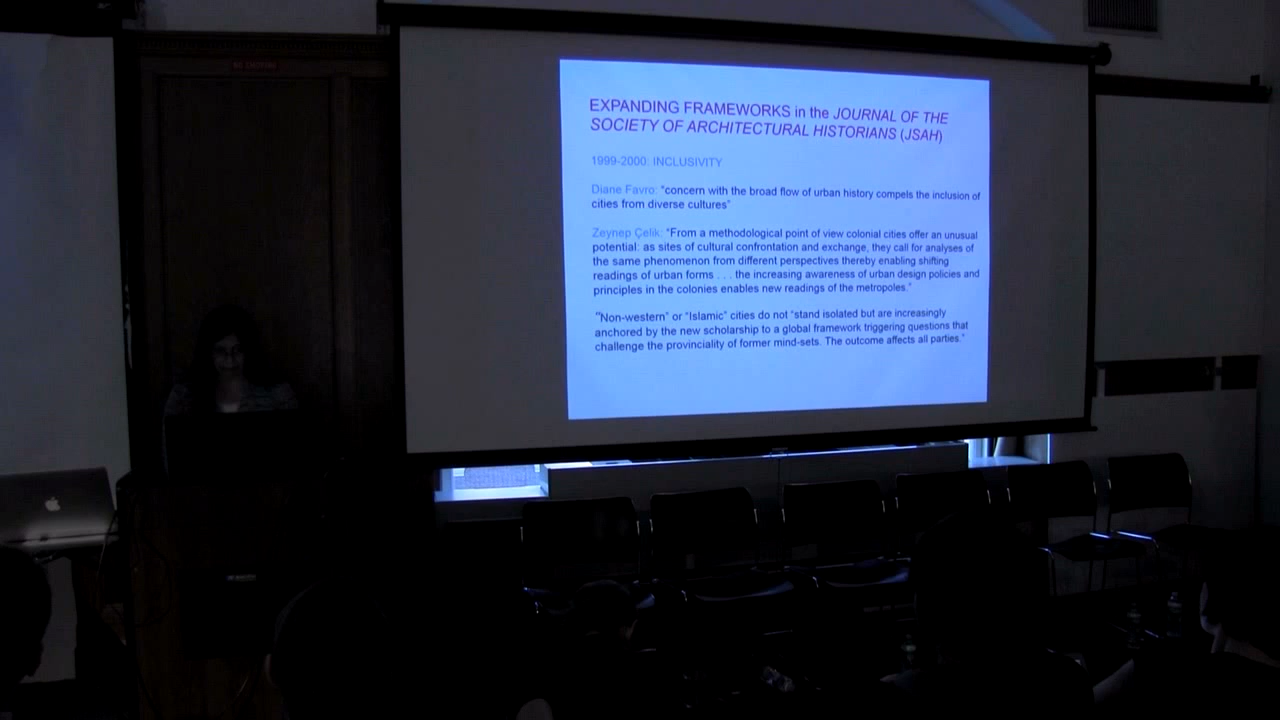 NO SMOKING
EXPANDING FRAMEWORKS in the JOURNAL OF THE
SOCIETY OF ARCHITECTURAL HISTORIANS (JSAH)
1999-2000: INCLUSIVITY
Diane Favro: "concern with the broad flow of urban history compels the inclusion of
cities from diverse cultures"
Zeynep Çelik: "From a methodological point of view colonial cities offer an unusual
potential: as sites of cultural confrontation and exchange, they call for analyses of
the same phenomenon from different perspectives thereby enabling shifting
readings of urban forms . . . the increasing awareness of urban design policies and
principles in the colonies enables new readings of the metropoles."
"Non-western" or "Islamic" cities do not "stand isolated but are increasingly
anchored by the new scholarship to a global framework triggering questions that
challenge the provinciality of former mind-sets. The outcome affects all parties."